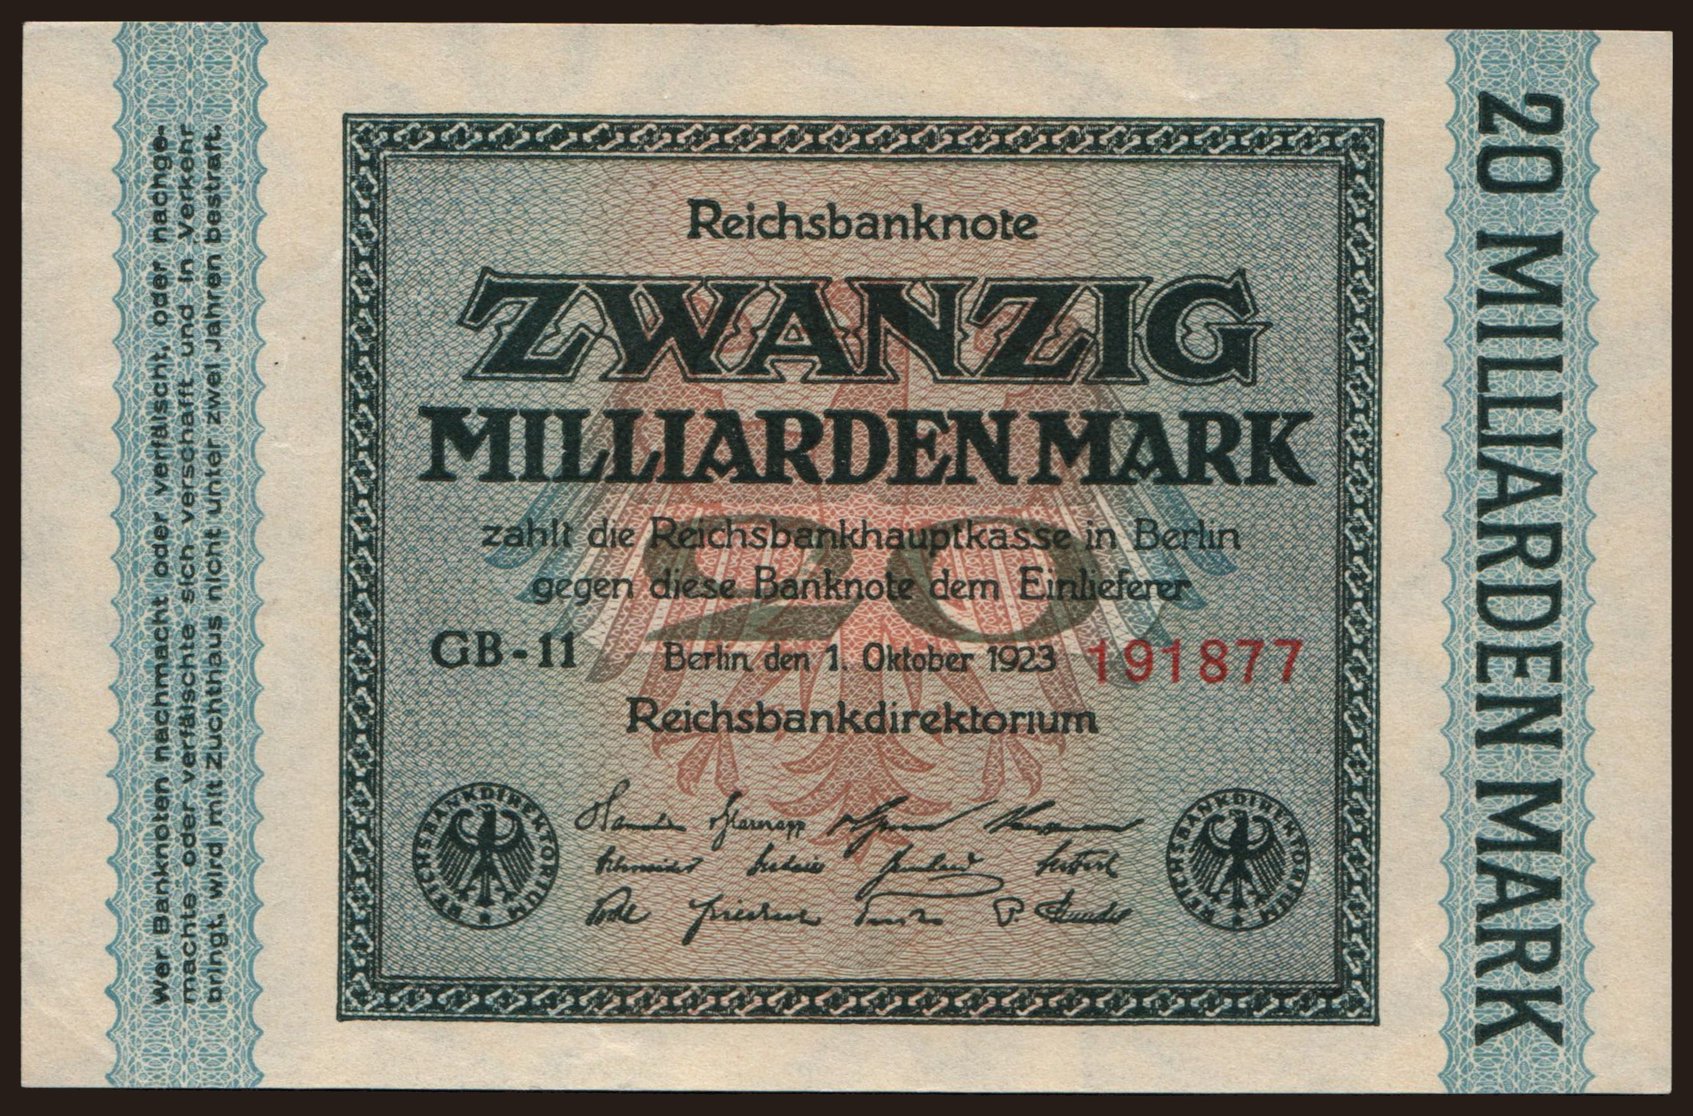 wer Banknoten nachmacht oder verfälscht, oder nachge-
machte oder verfälschte sich verschafft und in Verkehr
bringt, wird mit Zuchthaus nicht unter zwei Jahren bestraft.
Reichsbanknote
ZWANZIG
MILLIARDEN MARK
20
zahlt die Reichsbankhauptkasse in Berlin
gegen diese Banknote dem Einlieferer
GB-11 Berlin, den 1. Oktober 1923 191877
Reichsbankdirektorium
REICHSBANKDIREKTORIUM
REICHSBANKDIREKTORIUM
20 MILLIARDEN MARK